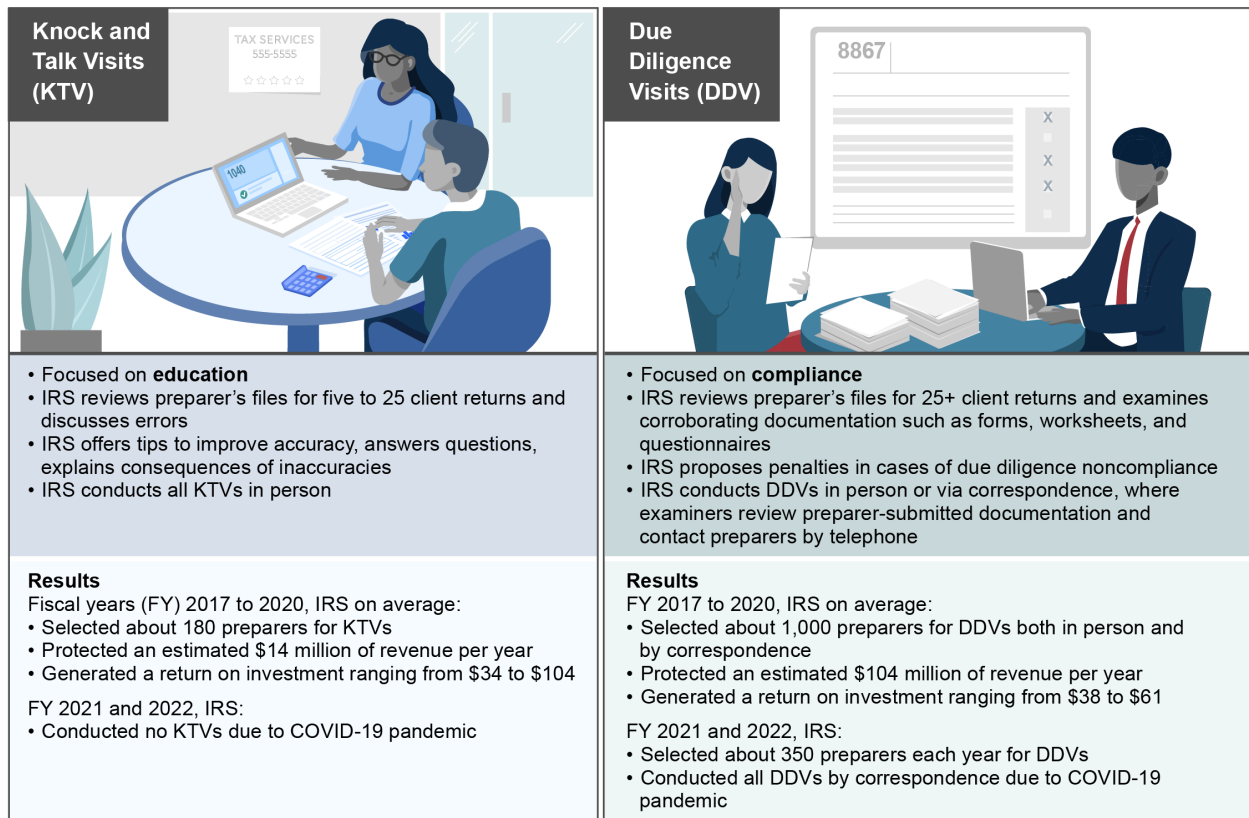 Knock and
Talk Visits
(KTV)
TAX SERVICES
555-5555
1040
• Focused on education
• IRS reviews preparer’s files for five to 25 client returns and
discusses errors
• IRS offers tips to improve accuracy, answers questions,
explains consequences of inaccuracies
• IRS conducts all KTVs in person
Results
Fiscal years (FY) 2017 to 2020, IRS on average:
• Selected about 180 preparers for KTVs
• Protected an estimated $14 million of revenue per year
• Generated a return on investment ranging from $34 to $104
FY 2021 and 2022, IRS:
• Conducted no KTVs due to COVID-19 pandemic
Due
Diligence
Visits (DDV)
8867
X
X
X
• Focused on compliance
• IRS reviews preparer’s files for 25+ client returns and examines
corroborating documentation such as forms, worksheets, and
questionnaires
• IRS proposes penalties in cases of due diligence noncompliance
• IRS conducts DDVs in person or via correspondence, where
examiners review preparer-submitted documentation and
contact preparers by telephone
Results
FY 2017 to 2020, IRS on average:
• Selected about 1,000 preparers for DDVs both in person and
by correspondence
• Protected an estimated $104 million of revenue per year
• Generated a return on investment ranging from $38 to $61
FY 2021 and 2022, IRS:
• Selected about 350 preparers each year for DDVs
• Conducted all DDVs by correspondence due to COVID-19
pandemic